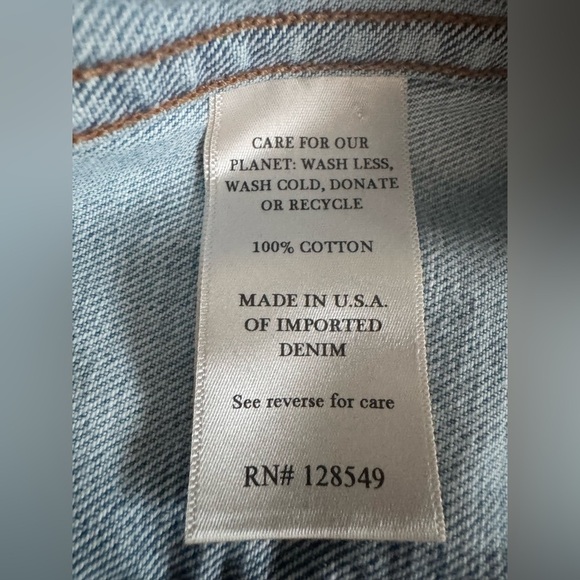 CARE FOR OUR
PLANET: WASH LESS,
WASH COLD, DONATE
OR RECYCLE
100% COTTON
MADE IN U.S.A.
OF IMPORTED
DENIM
See reverse for care
RN# 128549